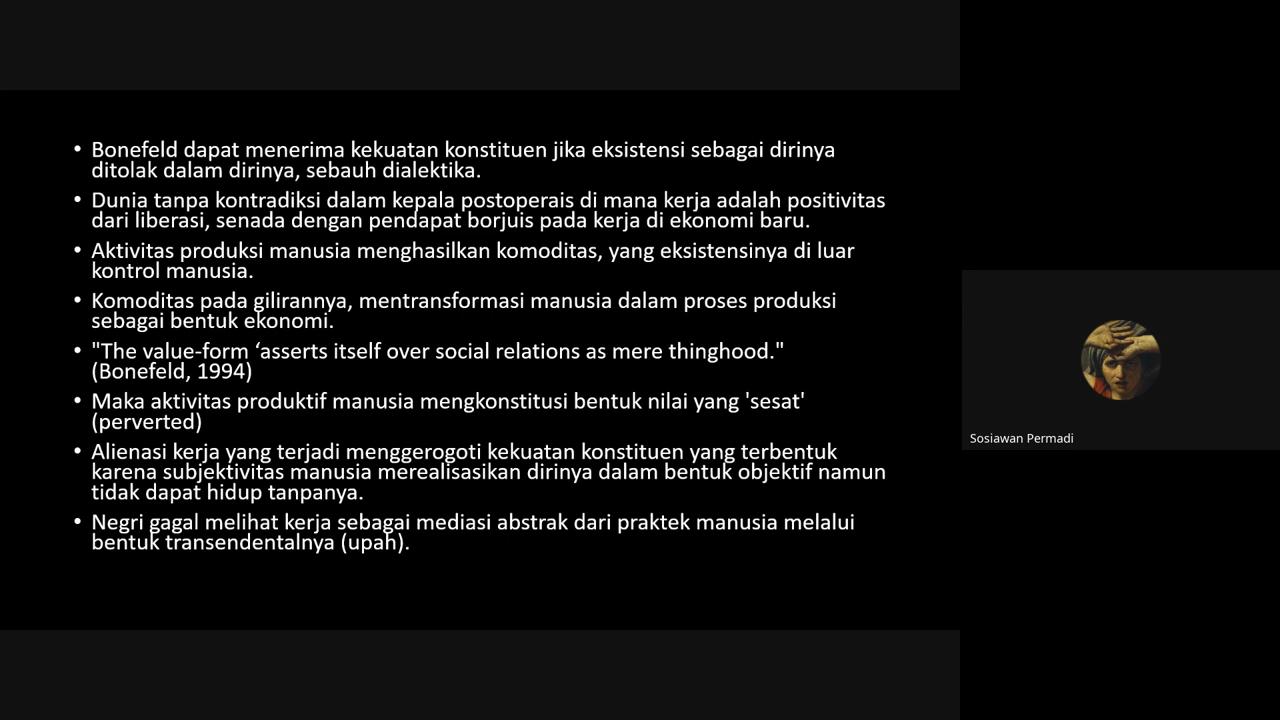 • Bonefeld dapat menerima kekuatan konstituen jika eksistensi sebagai dirinya
ditolak dalam dirinya, sebauh dialektika.
• Dunia tanpa kontradiksi dalam kepala postoperais di mana kerja adalah positivitas
dari liberasi, senada dengan pendapat borjuis pada kerja di ekonomi baru.
• Aktivitas produksi manusia menghasilkan komoditas, yang eksistensinya di luar
kontrol manusia.
• Komoditas pada gilirannya, mentransformasi manusia dalam proses produksi
sebagai bentuk ekonomi.
• "The value-form ‘asserts itself over social relations as mere thinghood."
(Bonefeld, 1994)
• Maka aktivitas produktif manusia mengkonstitusi bentuk nilai yang 'sesat'
(perverted)
• Alienasi kerja yang terjadi menggerogoti kekuatan konstituen yang terbentuk
karena subjektivitas manusia merealisasikan dirinya dalam bentuk objektif namun
tidak dapat hidup tanpanya.
• Negri gagal melihat kerja sebagai mediasi abstrak dari praktek manusia melalui
bentuk transendentalnya (upah).
Sosiawan Permadi